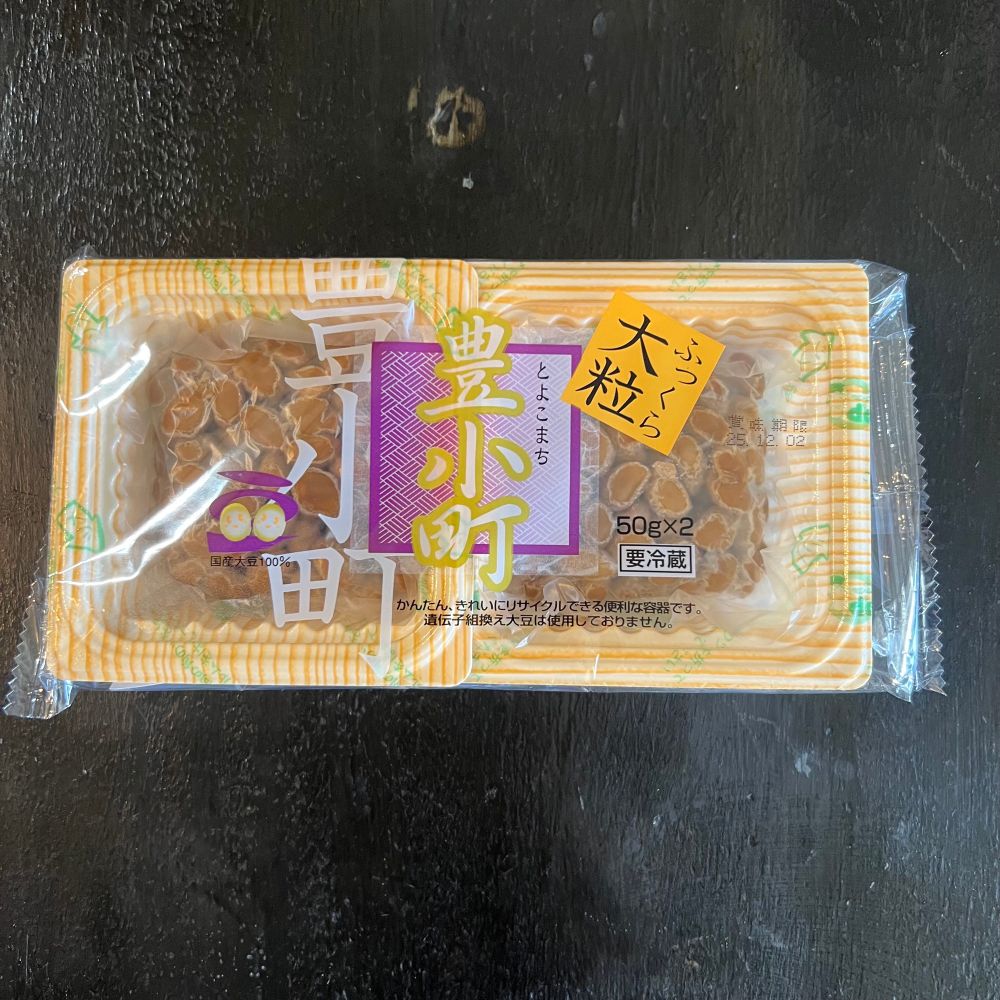 豊小町
豊小町
とよこまち
ふっくら
大粒
賞味期限
25.12.02
国産大豆100%
50g×2
要冷蔵
かんたん、きれいにリサイクルできる便利な容器です。
遺伝子組換え大豆は使用しておりません。